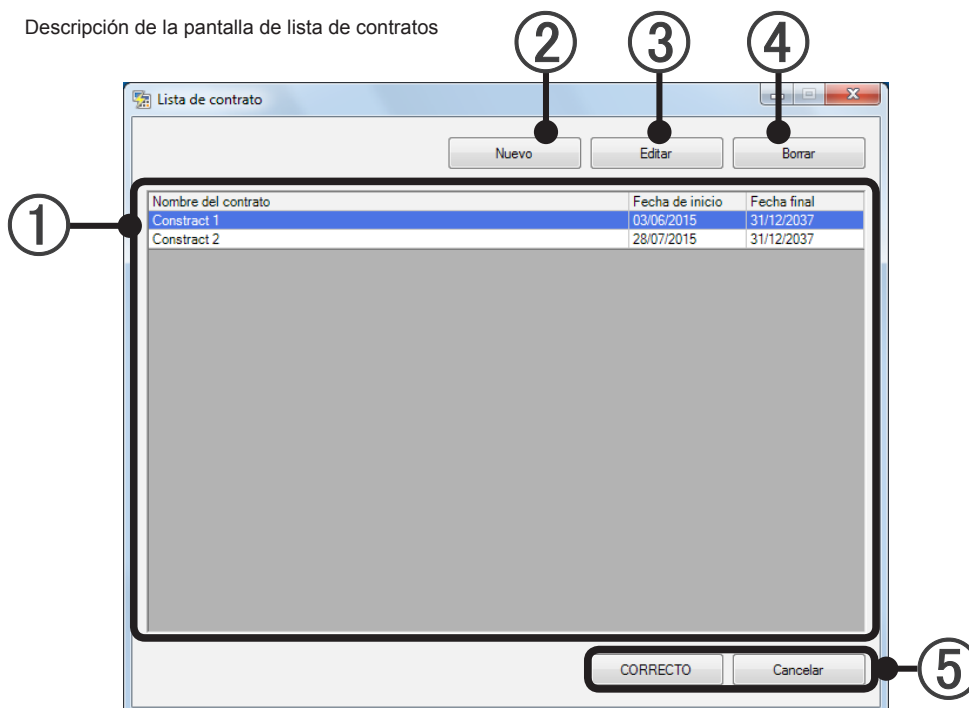 Descripción de la pantalla de lista de contratos
② ③ ④
Lista de contrato
Nuevo Editar Borrar
①
Nombre del contrato Fecha de inicio Fecha final
Constract 1 03/06/2015 31/12/2037
Constract 2 28/07/2015 31/12/2037
CORRECTO Cancelar
⑤